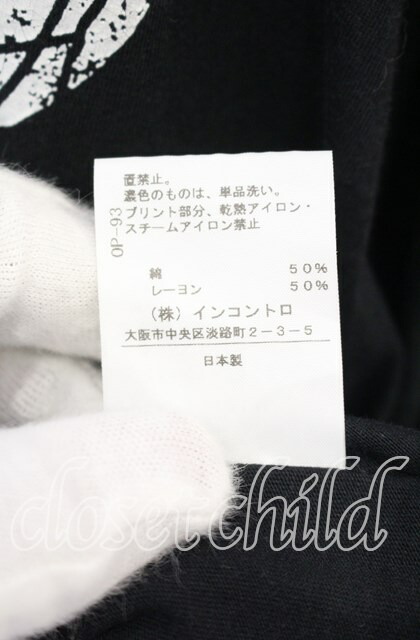 置禁止。
濃色のものは、単品洗い。
プリント部分、乾熱アイロン・
スチームアイロン禁止
OP-93
綿 50%
レーヨン 50%
(株)インコントロ
大阪市中央区淡路町2-3-5
日本製
closet child